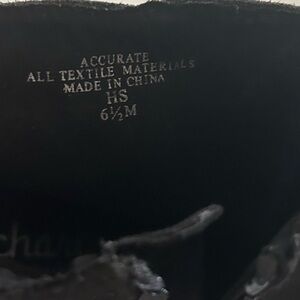 ACCURATE
ALL TEXTILE MATERIALS
MADE IN CHINA
HS
6½M